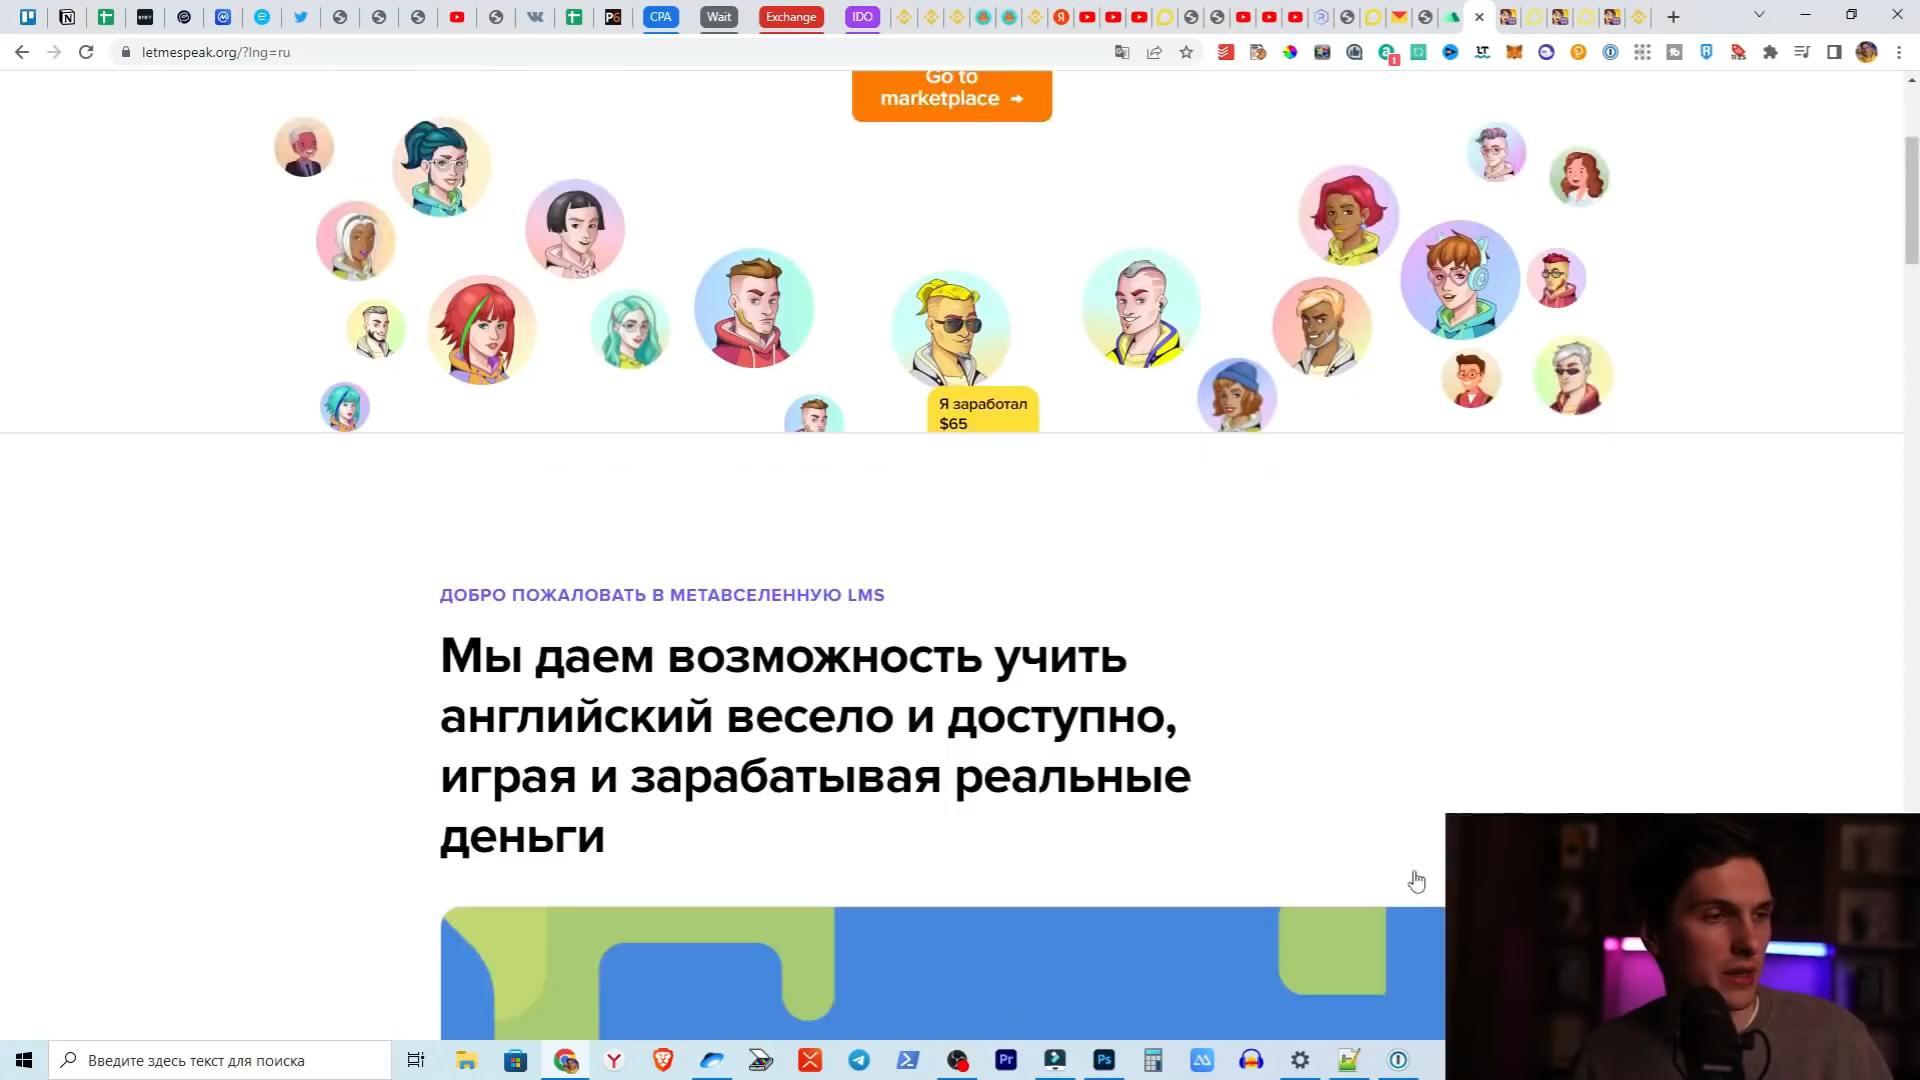 CPA
Wait
Exchange
IDO
letmespeak.org/?lng=ru
Go to
marketplace
Я заработал
$65
ДОБРО ПОЖАЛОВАТЬ В МЕТАВСЕЛЕННУЮ LMS
Мы даем возможность учить
английский весело и доступно,
играя и зарабатывая реальные
деньги
Введите здесь текст для поиска